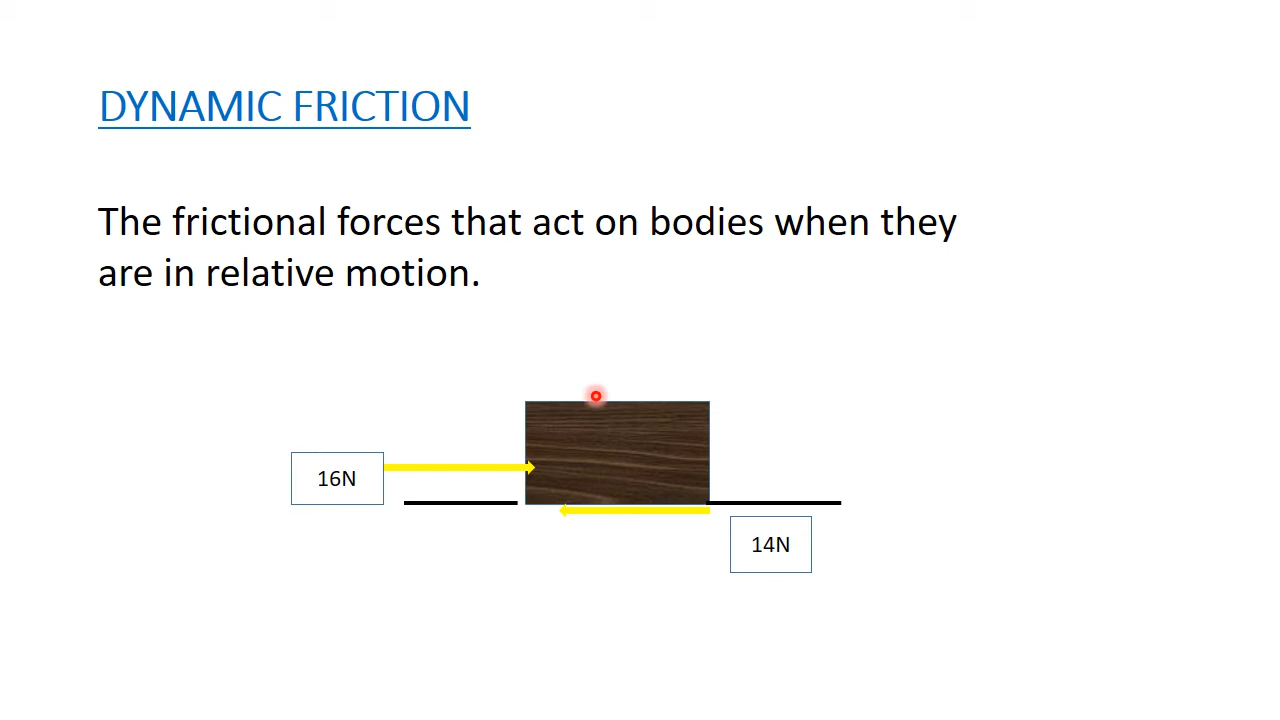 DYNAMIC FRICTION
The frictional forces that act on bodies when they
are in relative motion.
16N
14N